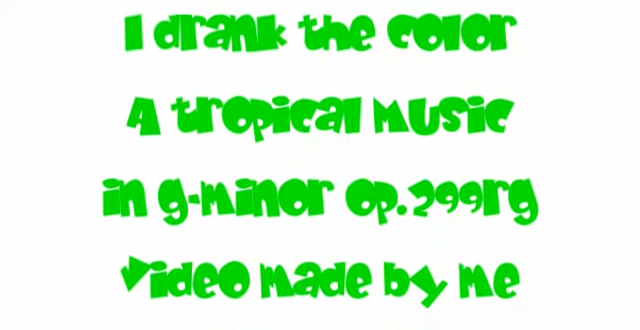 I drank the color
A tropical Music
in g-minor op.299rg
Video made by me